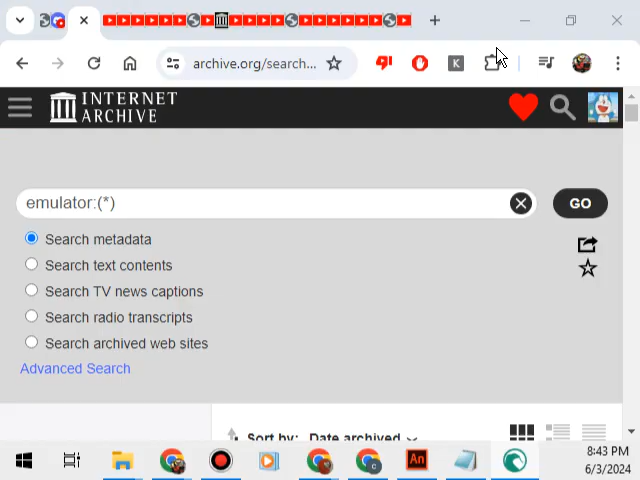 archive.org/search...
K
INTERNET
ARCHIVE
emulator:(*)
GO
Search metadata
Search text contents
Search TV news captions
Search radio transcripts
Search archived web sites
Advanced Search
Sort by: Date archived
An
C
8:43 PM
6/3/2024